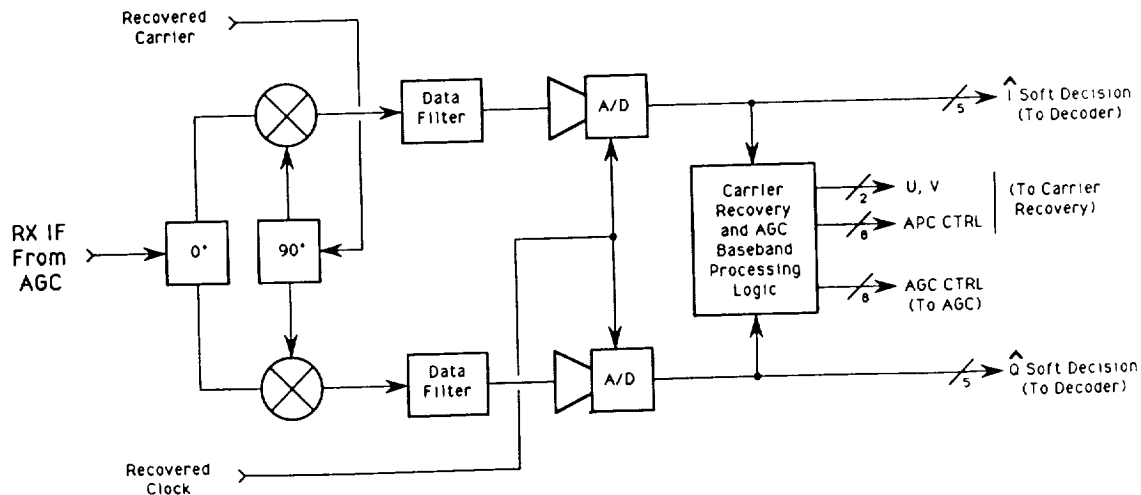 Recovered
Carrier
Data
Filter
A/D
^
I Soft Decision
(To Decoder)
5
Carrier
Recovery
and AGC
Baseband
Processing
Logic
U, V
2
(To Carrier
Recovery)
APC CTRL
8
AGC CTRL
(To AGC)
8
RX IF
From
AGC
0°
90°
Data
Filter
A/D
^
Q Soft Decision
(To Decoder)
5
Recovered
Clock